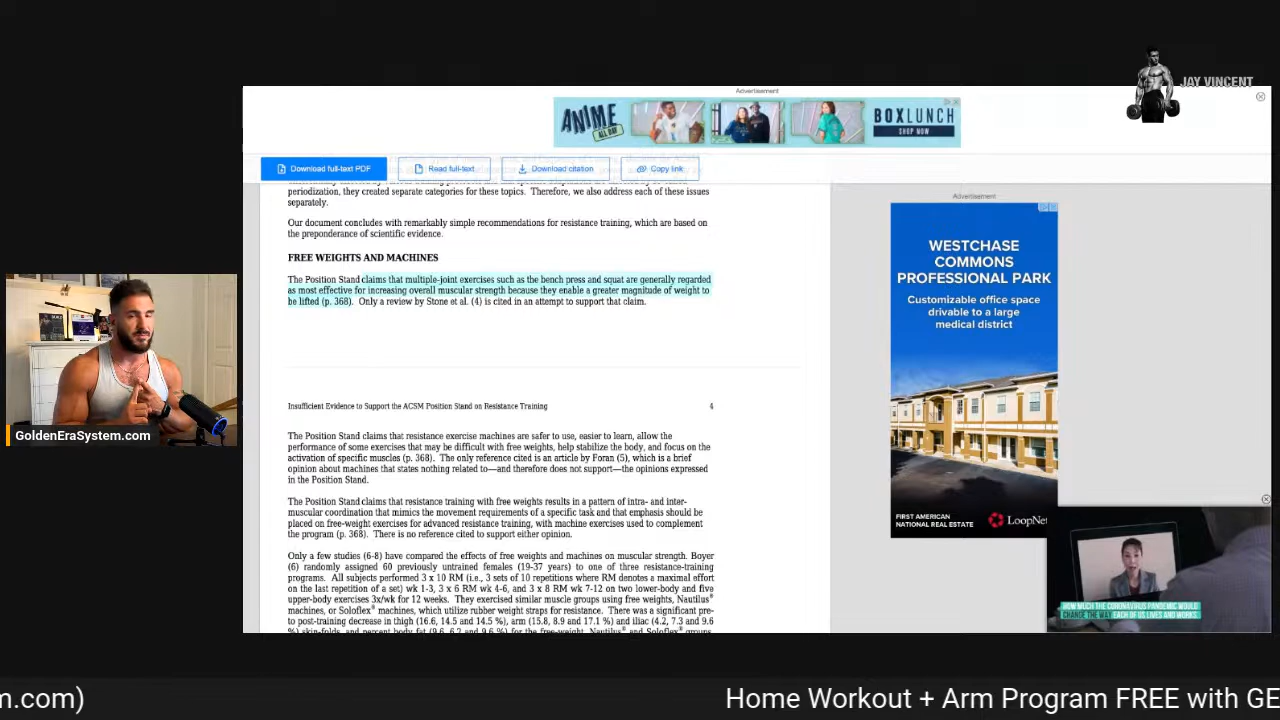 JAY VINCENT
Advertisement
ANIME
ALL DAY
BOXLUNCH
SHOP NOW
Download full-text PDF
Read full-text
Download citation
Copy link
periodization, they created separate categories for these topics. Therefore, we also address each of these issues
separately.
Our document concludes with remarkably simple recommendations for resistance training, which are based on
the preponderance of scientific evidence.
FREE WEIGHTS AND MACHINES
The Position Stand claims that multiple-joint exercises such as the bench press and squat are generally regarded
as most effective for increasing overall muscular strength because they enable a greater magnitude of weight to
be lifted (p. 368). Only a review by Stone et al. (4) is cited in an attempt to support that claim.
Insufficient Evidence to Support the ACSM Position Stand on Resistance Training
4
The Position Stand claims that resistance exercise machines are safer to use, easier to learn, allow the
performance of some exercises that may be difficult with free weights, help stabilize the body, and focus on the
activation of specific muscles (p. 368). The only reference cited is an article by Foran (5), which is a brief
opinion about machines that states nothing related to—and therefore does not support—the opinions expressed
in the Position Stand.
The Position Stand claims that resistance training with free weights results in a pattern of intra- and inter-
muscular coordination that mimics the movement requirements of a specific task and that emphasis should be
placed on free-weight exercises for advanced resistance training, with machine exercises used to complement
the program (p. 368). There is no reference cited to support either opinion.
Only a few studies (6-8) have compared the effects of free weights and machines on muscular strength. Boyer
(6) randomly assigned 60 previously untrained females (19-37 years) to one of three resistance-training
programs. All subjects performed 3 x 10 RM (i.e., 3 sets of 10 repetitions where RM denotes a maximal effort
on the last repetition of a set) wk 1-3, 3 x 6 RM wk 4-6, and 3 x 8 RM wk 7-12 on two lower-body and five
upper-body exercises 3x/wk for 12 weeks. They exercised similar muscle groups using free weights, Nautilus®
machines, or Soloflex® machines, which utilize rubber weight straps for resistance. There was a significant pre-
to post-training decrease in thigh (16.6, 14.5 and 14.5 %), arm (15.8, 8.9 and 17.1 %) and iliac (4.2, 7.3 and 9.6
Advertisement
WESTCHASE
COMMONS
PROFESSIONAL PARK
Customizable office space
drivable to a large
medical district
FIRST AMERICAN
NATIONAL REAL ESTATE
LoopNet
HOW MUCH THE CORONAVIRUS PANDEMIC WOULD
CHANGE THE WAY EACH OF US LIVES AND WORKS.
GoldenEraSystem.com
m.com)
Home Workout + Arm Program FREE with GE